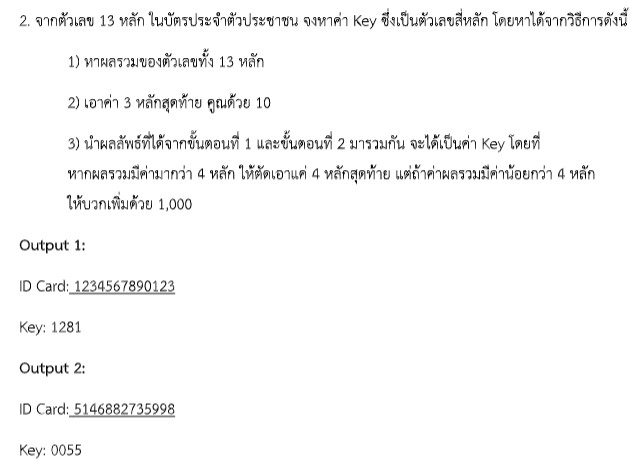 2. จากตัวเลข 13 หลัก ในบัตรประจำตัวประชาชน จงหาค่า Key ซึ่งเป็นตัวเลขสี่หลัก โดยหาได้จากวิธีการดังนี้
1) หาผลรวมของตัวเลขทั้ง 13 หลัก
2) เอาค่า 3 หลักสุดท้าย คูณด้วย 10
3) นำผลลัพธ์ที่ได้จากขั้นตอนที่ 1 และขั้นตอนที่ 2 มารวมกัน จะได้เป็นค่า Key โดยที่
หากผลรวมมีค่ามากว่า 4 หลัก ให้ตัดเอาแค่ 4 หลักสุดท้าย แต่ถ้าค่าผลรวมมีค่าน้อยกว่า 4 หลัก
ให้บวกเพิ่มด้วย 1,000
Output 1:
ID Card: 1234567890123
Key: 1281
Output 2:
ID Card: 5146882735998
Key: 0055